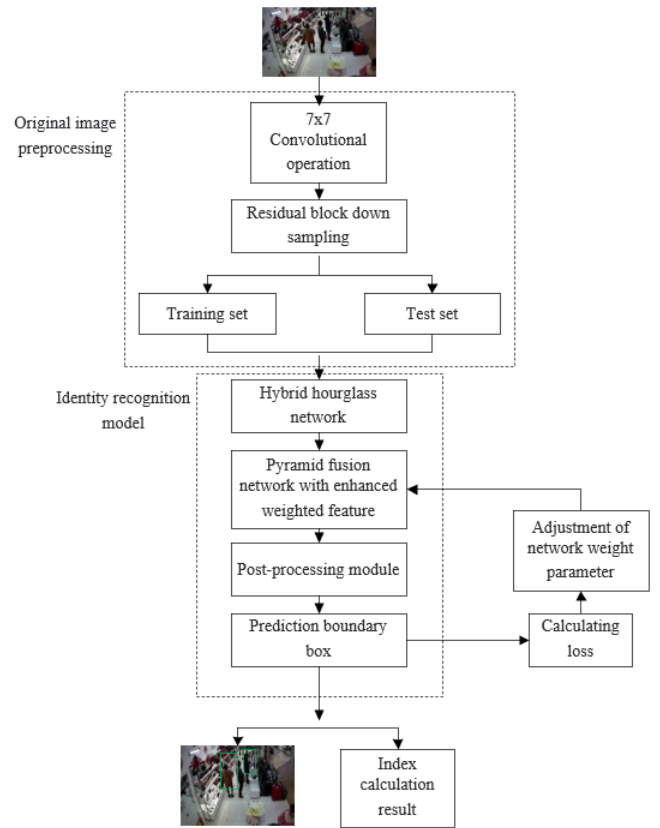 Original image
preprocessing
7x7
Convolutional
operation
Residual block down
sampling
Training set
Test set
Identity recognition
model
Hybrid hourglass
network
Pyramid fusion
network with enhanced
weighted feature
Adjustment of
network weight
parameter
Post-processing module
Prediction boundary
box
Calculating
loss
Index
calculation
result